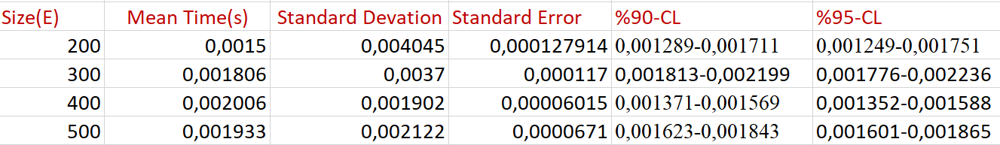 Size(E) Mean Time(s) Standard Devation Standard Error %90-CL %95-CL
200 0,0015 0,004045 0,000127914 0,001289-0,001711 0,001249-0,001751
300 0,001806 0,0037 0,000117 0,001813-0,002199 0,001776-0,002236
400 0,002006 0,001902 0,00006015 0,001371-0,001569 0,001352-0,001588
500 0,001933 0,002122 0,0000671 0,001623-0,001843 0,001601-0,001865